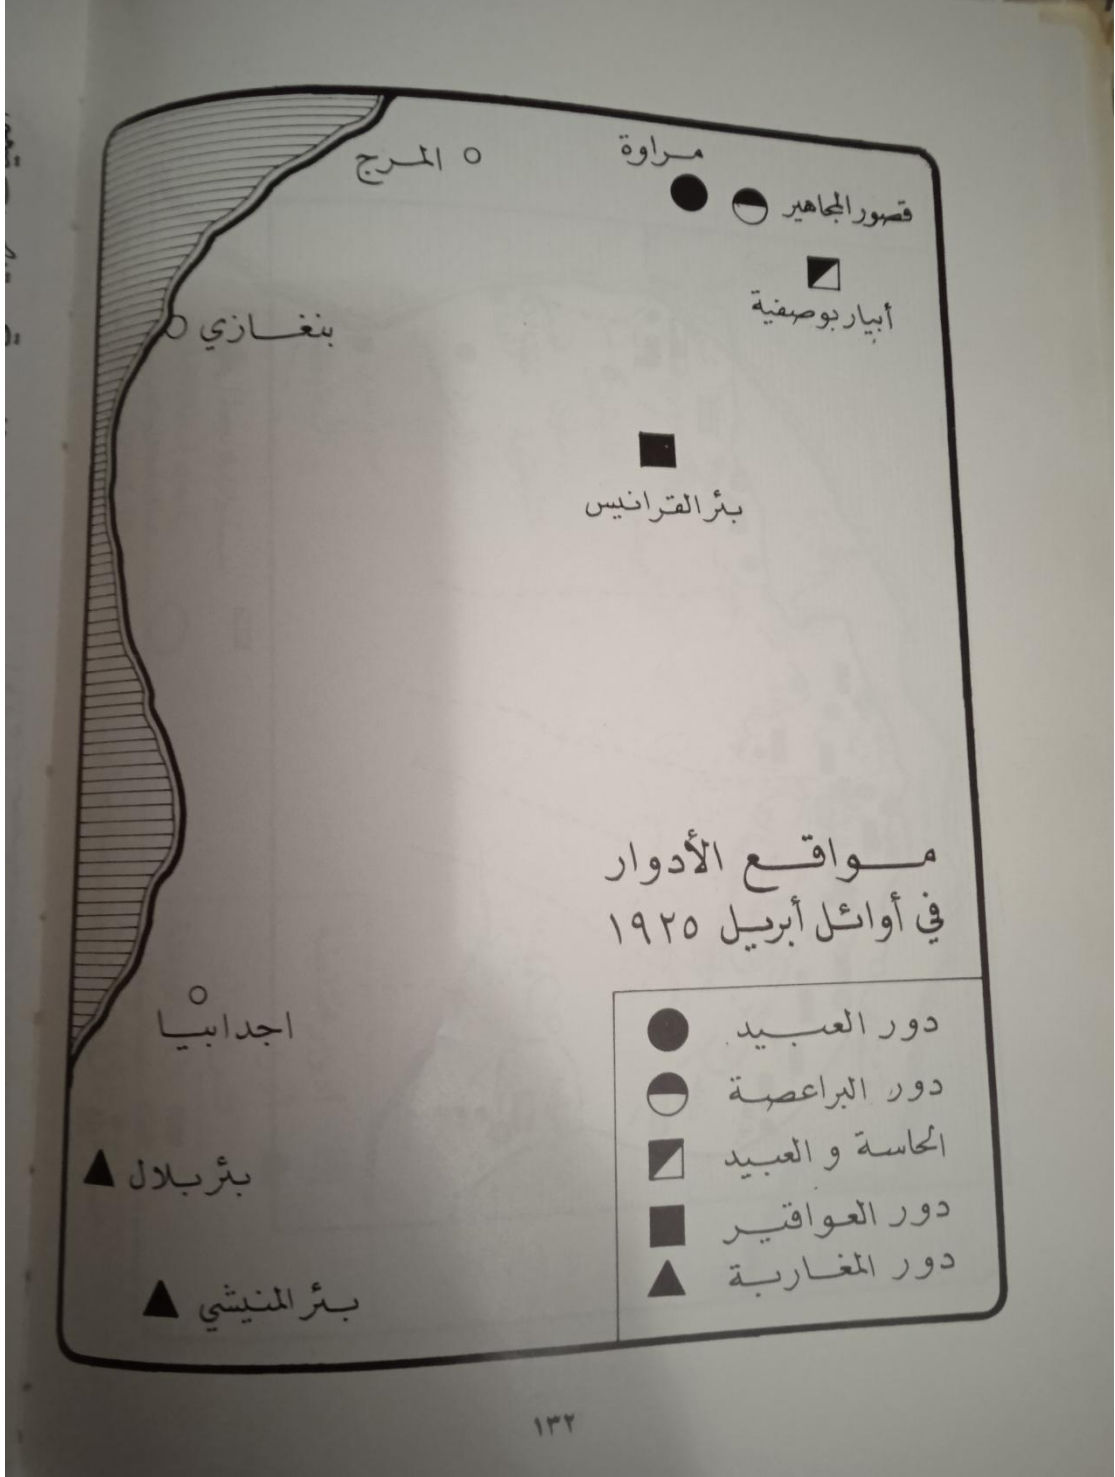 المرج
مراوة
قصور المجاهير
أبيار بوصفية
بنغازي
بئر القرانيس
مواقع الأدوار
في أوائل أبريل ١٩٢٥
اجدابيا
دور العبيد
دور البراعصة
الحاسة و العبيد
دور العواقير
دور المغاربة
بئر بلال
بئر المنيشي
١٣٢